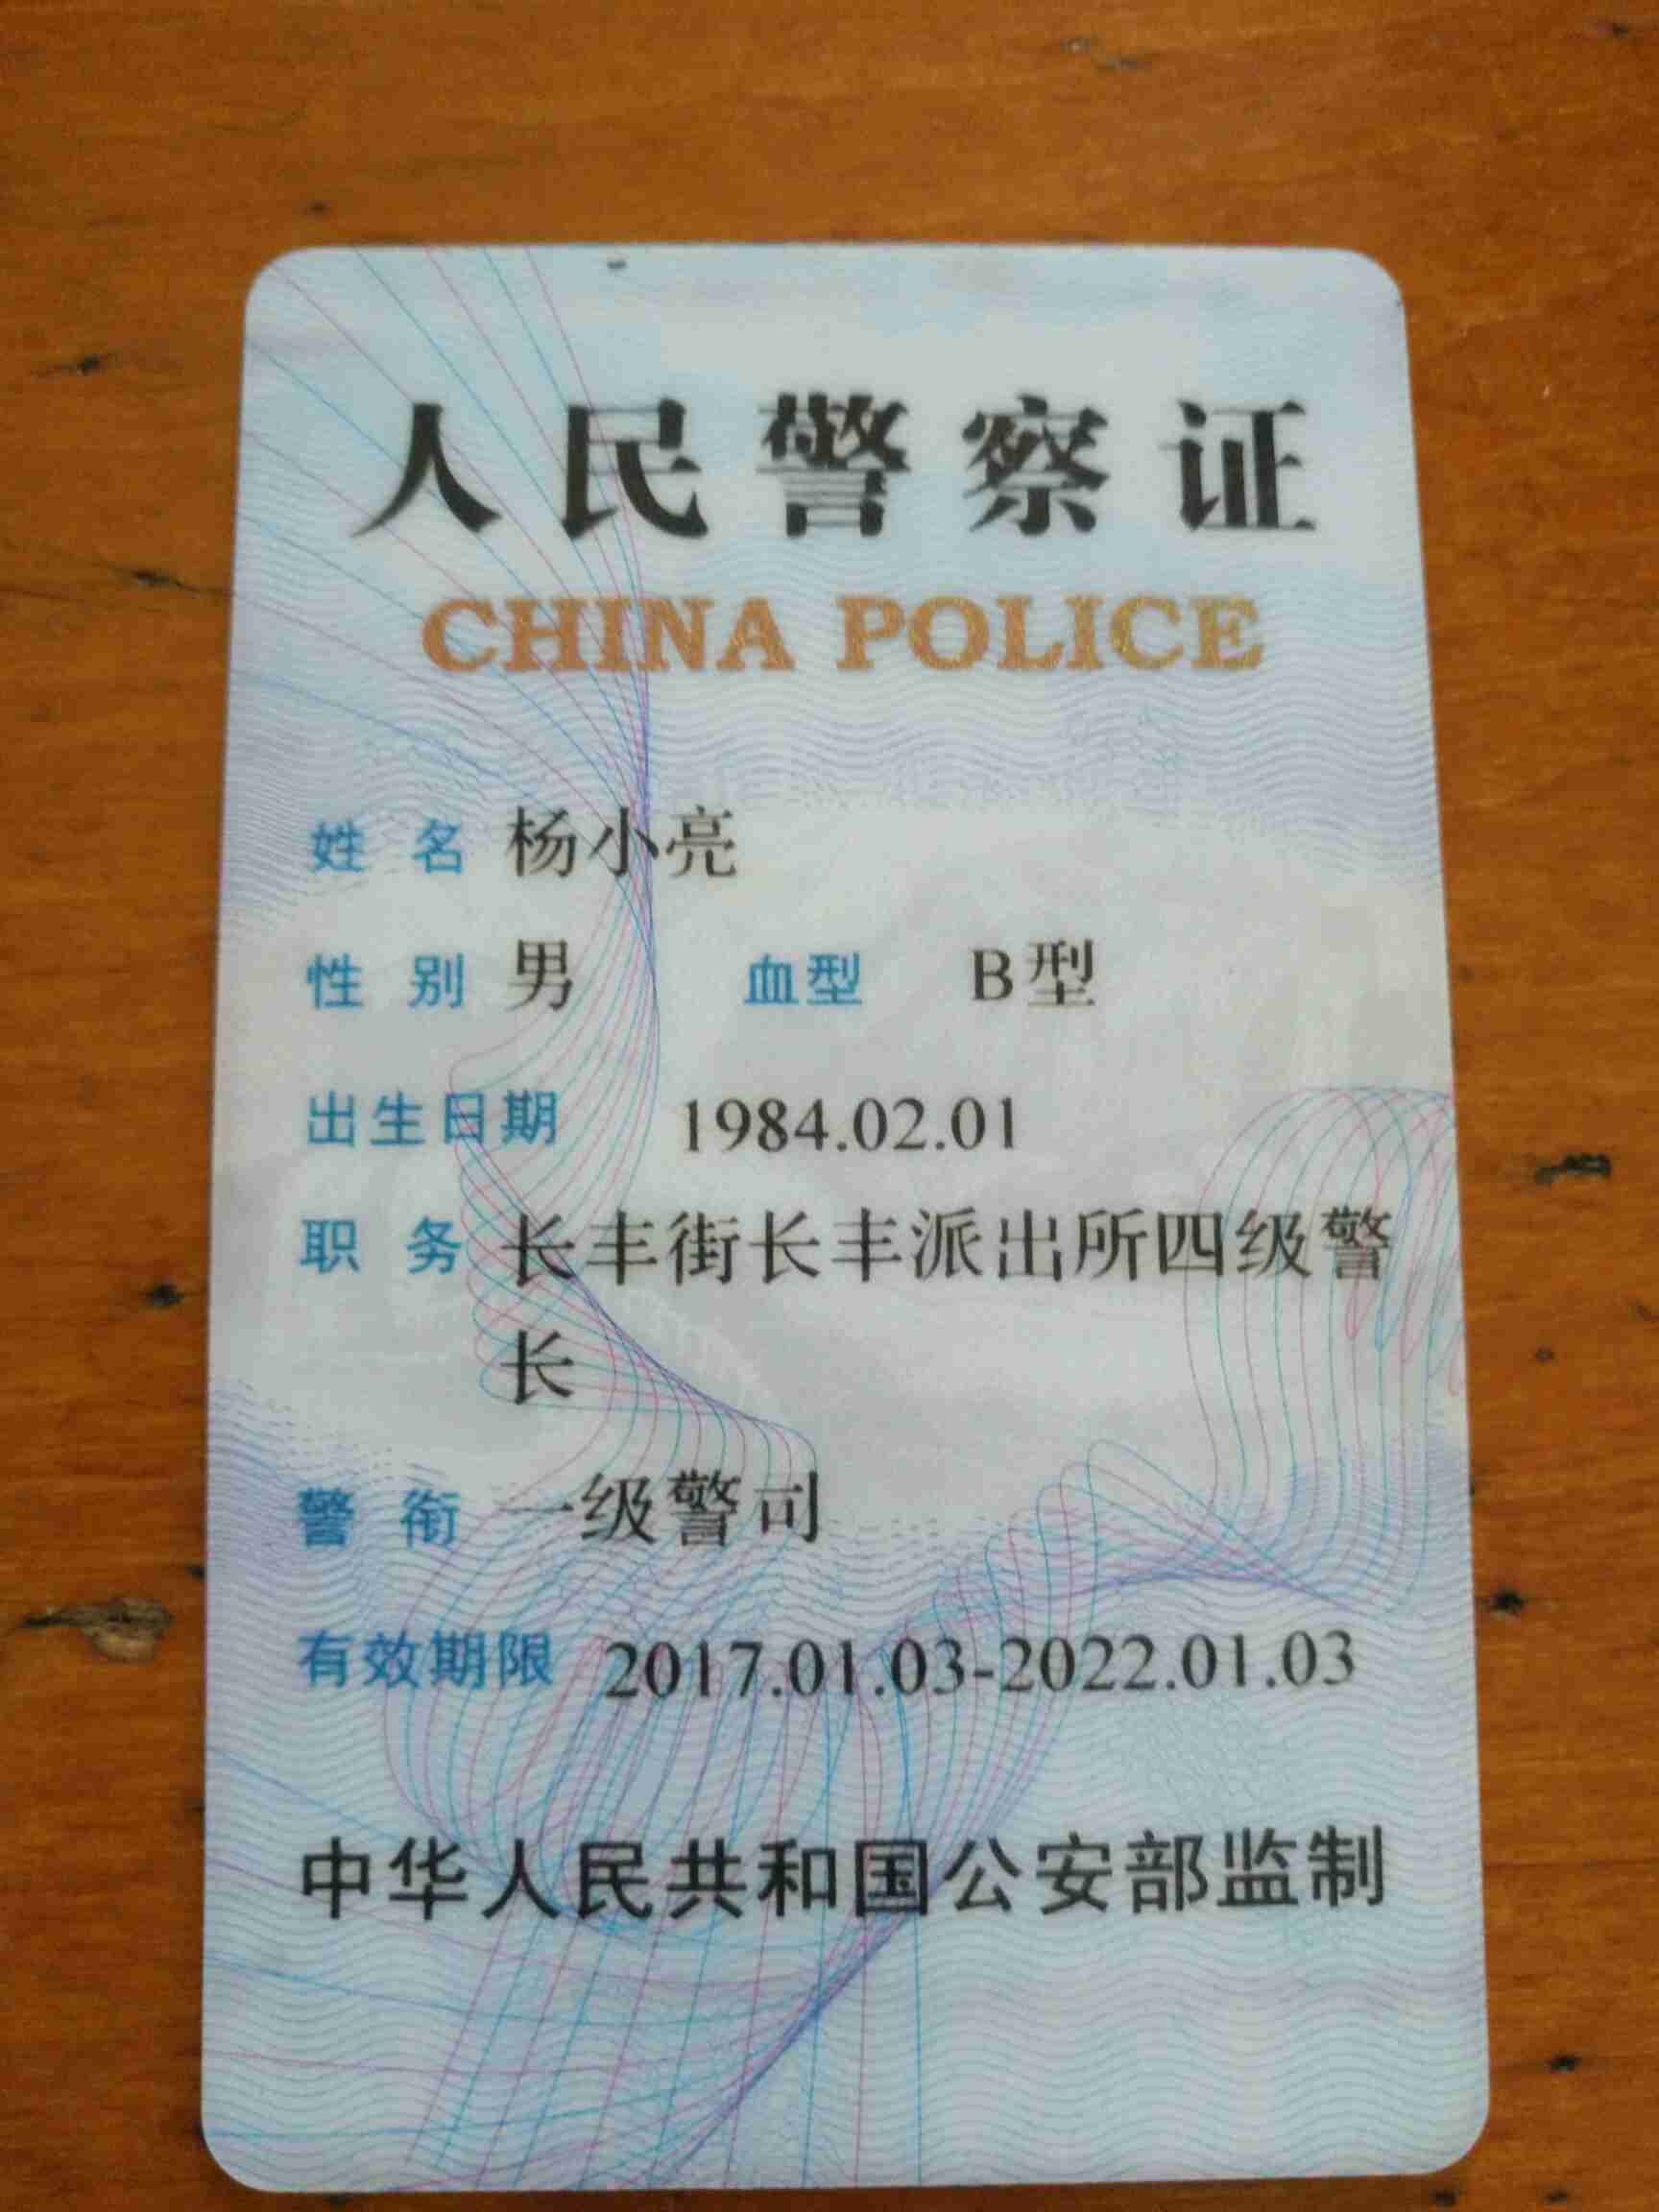 人民警察证
CHINA POLICE
姓名 杨小亮
性别 男 血型 B型
出生日期 1984.02.01
职务 长丰街长丰派出所四级警
长
警衔 一级警司
有效期限 2017.01.03-2022.01.03
中华人民共和国公安部监制